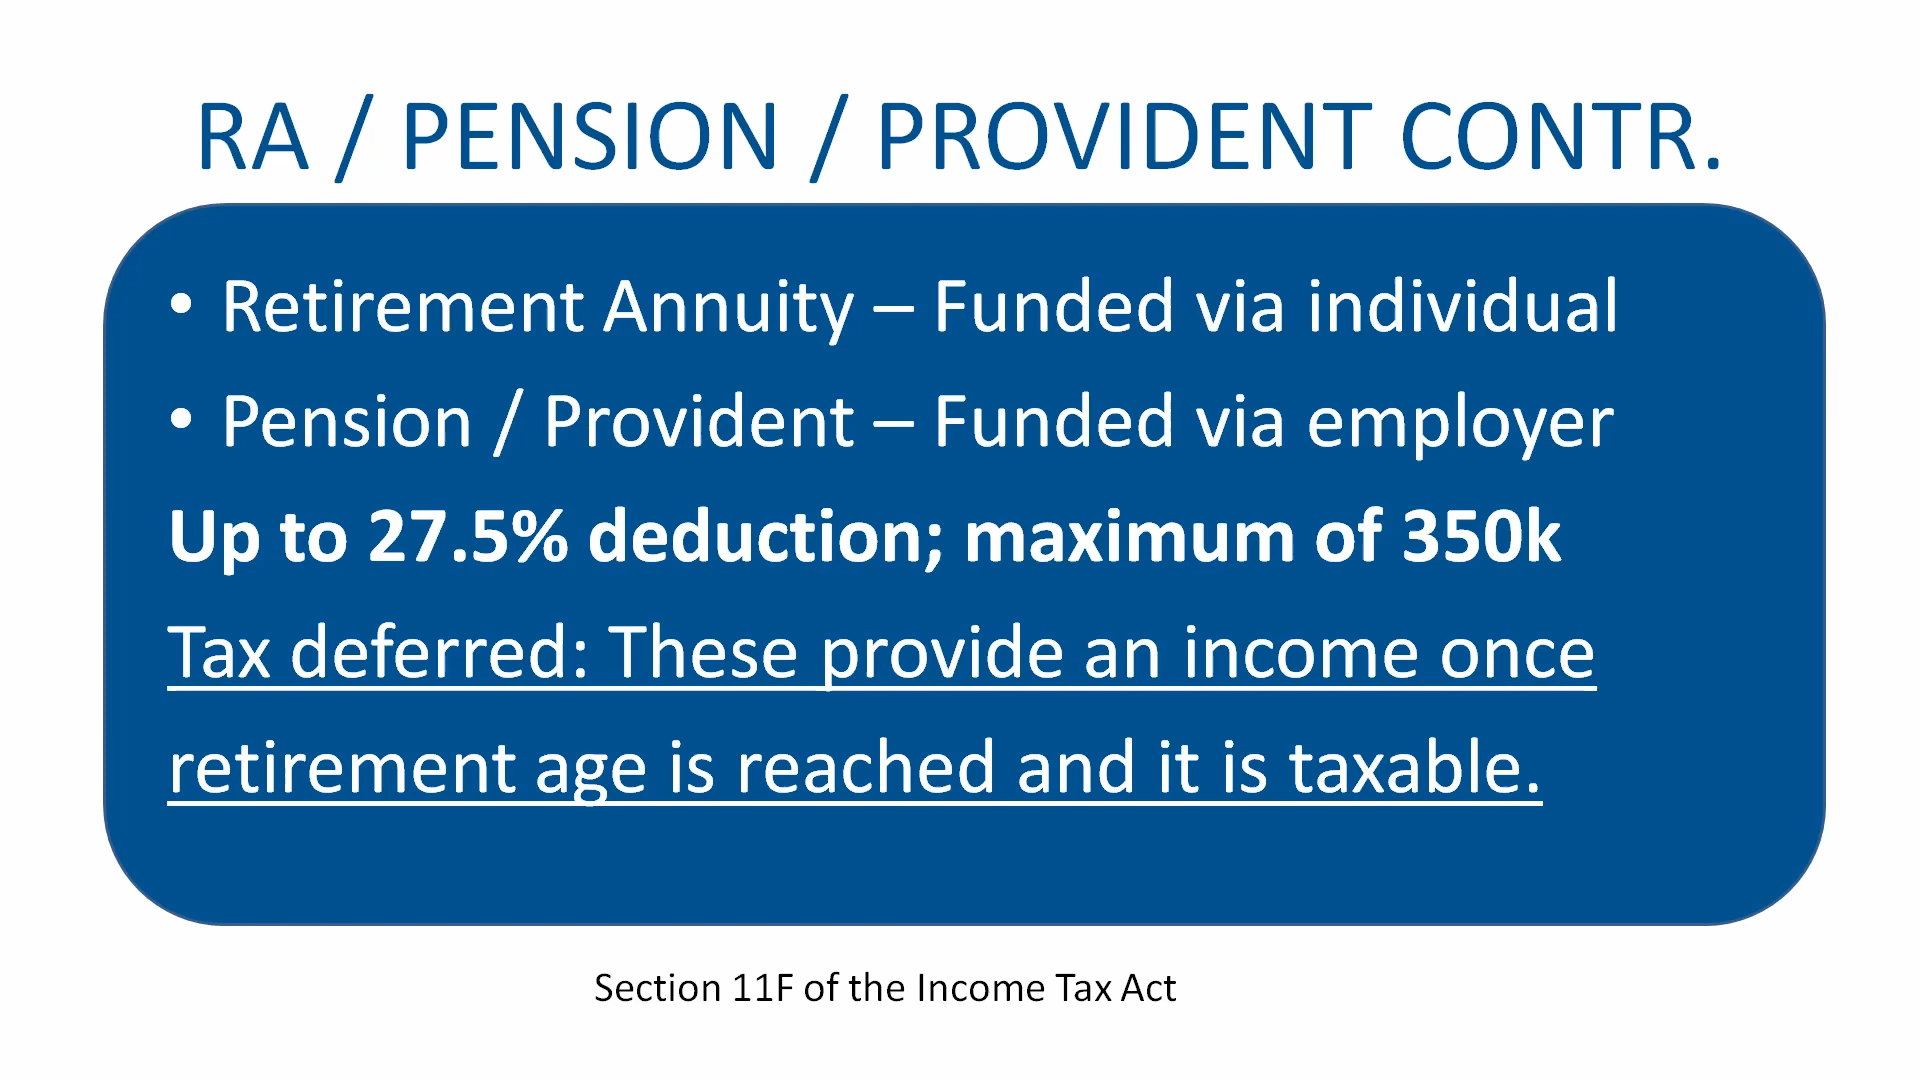 RA / PENSION / PROVIDENT CONTR.
• Retirement Annuity – Funded via individual
• Pension / Provident – Funded via employer
Up to 27.5% deduction; maximum of 350k
Tax deferred: These provide an income once
retirement age is reached and it is taxable.
Section 11F of the Income Tax Act